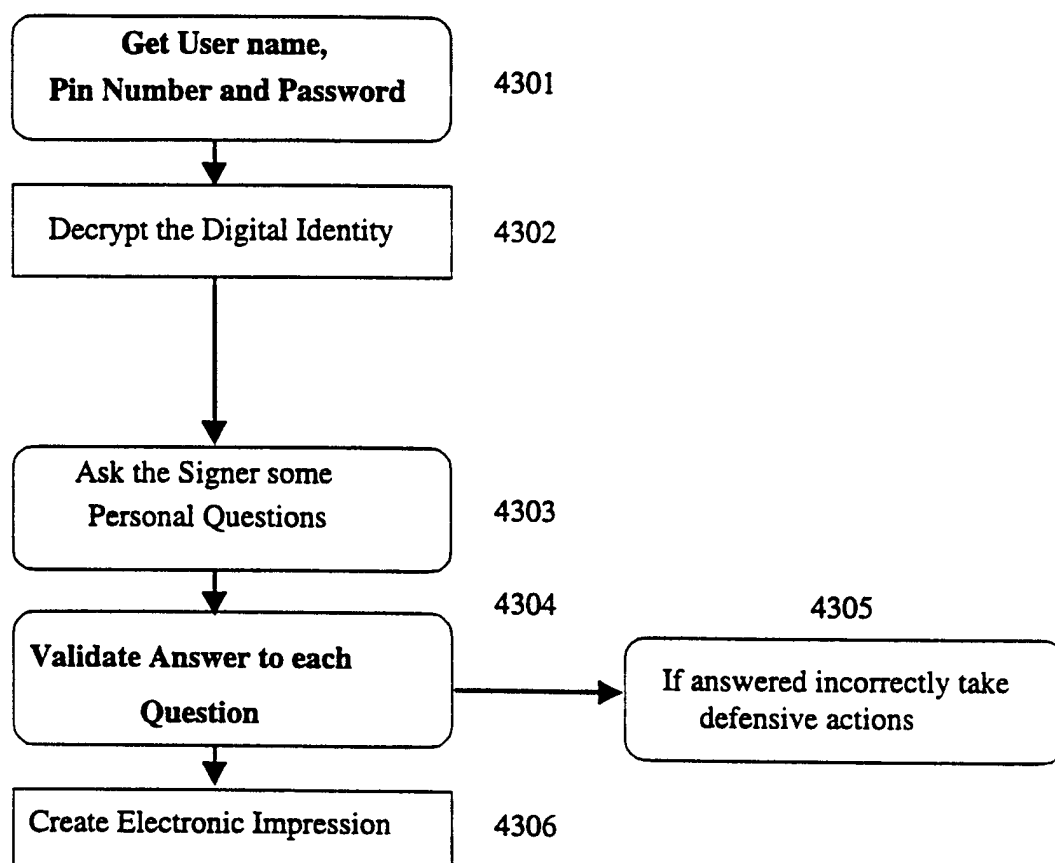 Get User name,
Pin Number and Password
4301
Decrypt the Digital Identity
4302
Ask the Signer some
Personal Questions
4303
4304
Validate Answer to each
Question
4305
If answered incorrectly take
defensive actions
Create Electronic Impression
4306